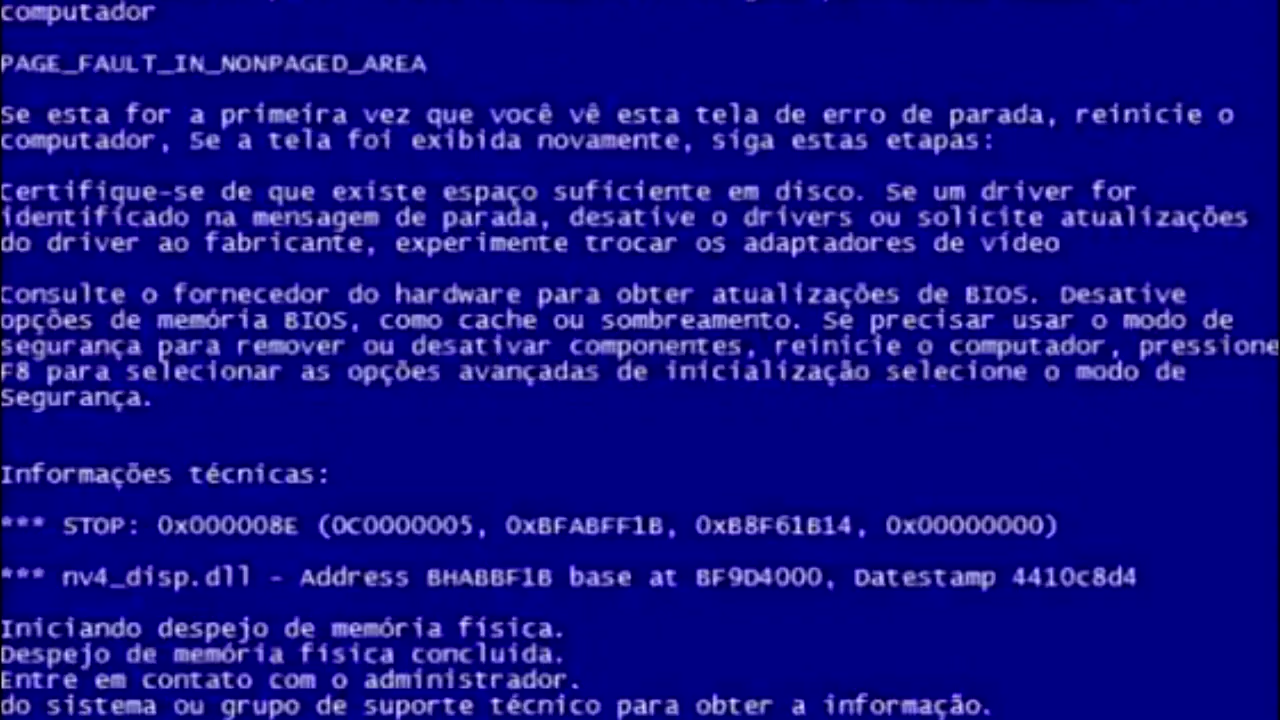 computador
PAGE_FAULT_IN_NONPAGED_AREA
Se esta for a primeira vez que você vê esta tela de erro de parada, reinicie o
computador, Se a tela foi exibida novamente, siga estas etapas:
Certifique-se de que existe espaço suficiente em disco. Se um driver for
identificado na mensagem de parada, desative o drivers ou solicite atualizações
do driver ao fabricante, experimente trocar os adaptadores de vídeo
Consulte o fornecedor do hardware para obter atualizações de BIOS. Desative
opções de memória BIOS, como cache ou sombreamento. Se precisar usar o modo de
segurança para remover ou desativar componentes, reinicie o computador, pressione
F8 para selecionar as opções avançadas de inicialização selecione o modo de
Segurança.
Informações técnicas:
*** STOP: 0x000008E (0C0000005, 0xBFABFF1B, 0xB8F61B14, 0x00000000)
*** nv4_disp.dll - Address BHABBF1B base at BF9D4000, Datestamp 4410c8d4
Iniciando despejo de memória física.
Despejo de memória física concluida.
Entre em contato com o administrador.
do sistema ou grupo de suporte técnico para obter a informação.